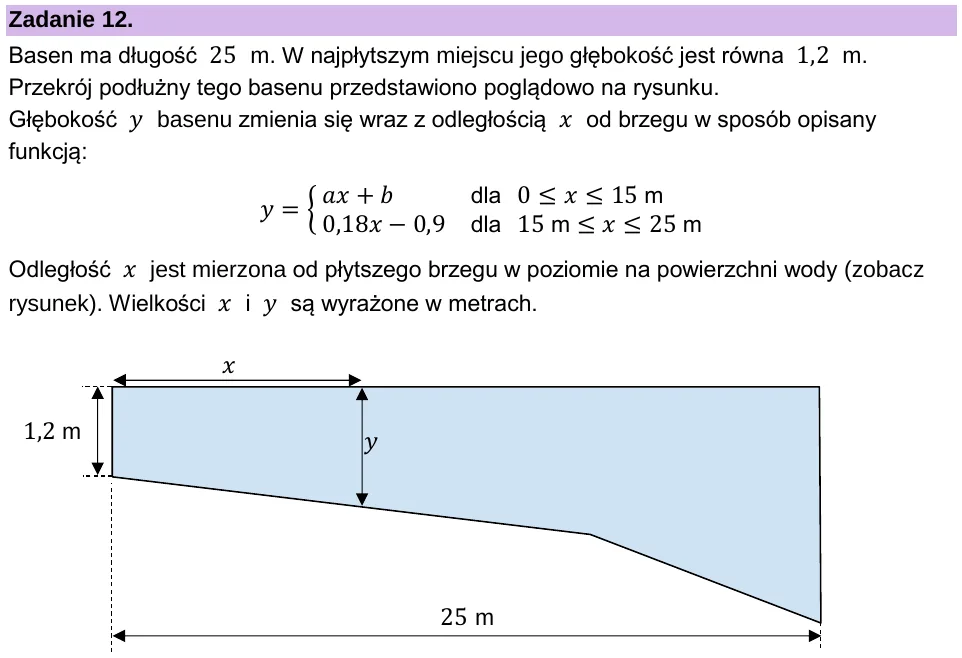 Zadanie 12.
Basen ma długość 25 m. W najpłytszym miejscu jego głębokość jest równa 1,2 m.
Przekrój podłużny tego basenu przedstawiono poglądowo na rysunku.
Głębokość y basenu zmienia się wraz z odległością x od brzegu w sposób opisany
funkcją:
y = { ax + b dla 0 ≤ x ≤ 15 m
0,18x − 0,9 dla 15 m ≤ x ≤ 25 m
Odległość x jest mierzona od płytszego brzegu w poziomie na powierzchni wody (zobacz
rysunek). Wielkości x i y są wyrażone w metrach.
x
1,2 m
y
25 m